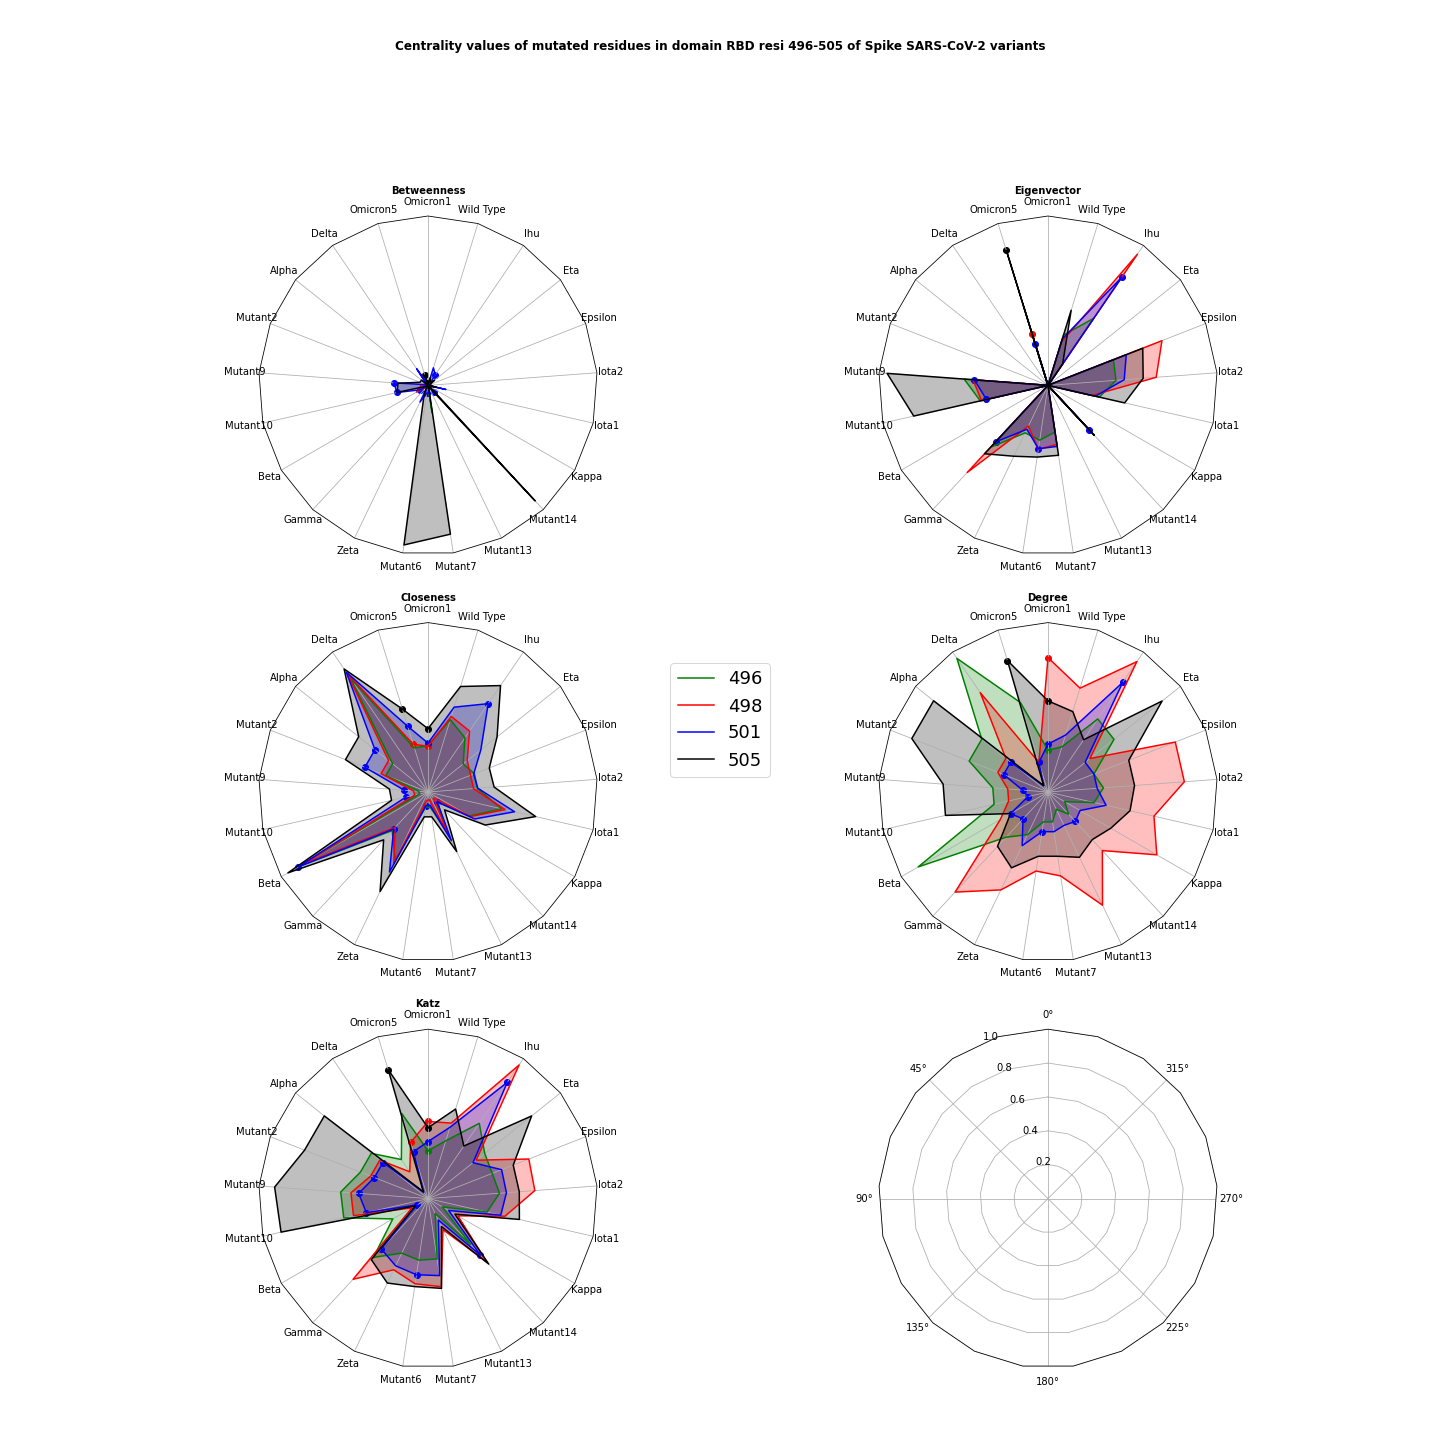 Centrality values of mutated residues in domain RBD resi 496-505 of Spike SARS-CoV-2 variants
Betweenness
Omicron1
Wild Type
Ihu
Eta
Epsilon
Iota2
Iota1
Kappa
Mutant14
Mutant13
Mutant7
Mutant6
Zeta
Gamma
Beta
Mutant10
Mutant9
Mutant2
Alpha
Delta
Omicron5
Eigenvector
Omicron1
Wild Type
Ihu
Eta
Epsilon
Iota2
Iota1
Kappa
Mutant14
Mutant13
Mutant7
Mutant6
Zeta
Gamma
Beta
Mutant10
Mutant9
Mutant2
Alpha
Delta
Omicron5
Closeness
Omicron1
Wild Type
Ihu
Eta
Epsilon
Iota2
Iota1
Kappa
Mutant14
Mutant13
Mutant7
Mutant6
Zeta
Gamma
Beta
Mutant10
Mutant9
Mutant2
Alpha
Delta
Omicron5
496
498
501
505
Degree
Omicron1
Wild Type
Ihu
Eta
Epsilon
Iota2
Iota1
Kappa
Mutant14
Mutant13
Mutant7
Mutant6
Zeta
Gamma
Beta
Mutant10
Mutant9
Mutant2
Alpha
Delta
Omicron5
Katz
Omicron1
Wild Type
Ihu
Eta
Epsilon
Iota2
Iota1
Kappa
Mutant14
Mutant13
Mutant7
Mutant6
Zeta
Gamma
Beta
Mutant10
Mutant9
Mutant2
Alpha
Delta
Omicron5
0°
315°
270°
225°
180°
135°
90°
45°
1.0
0.8
0.6
0.4
0.2